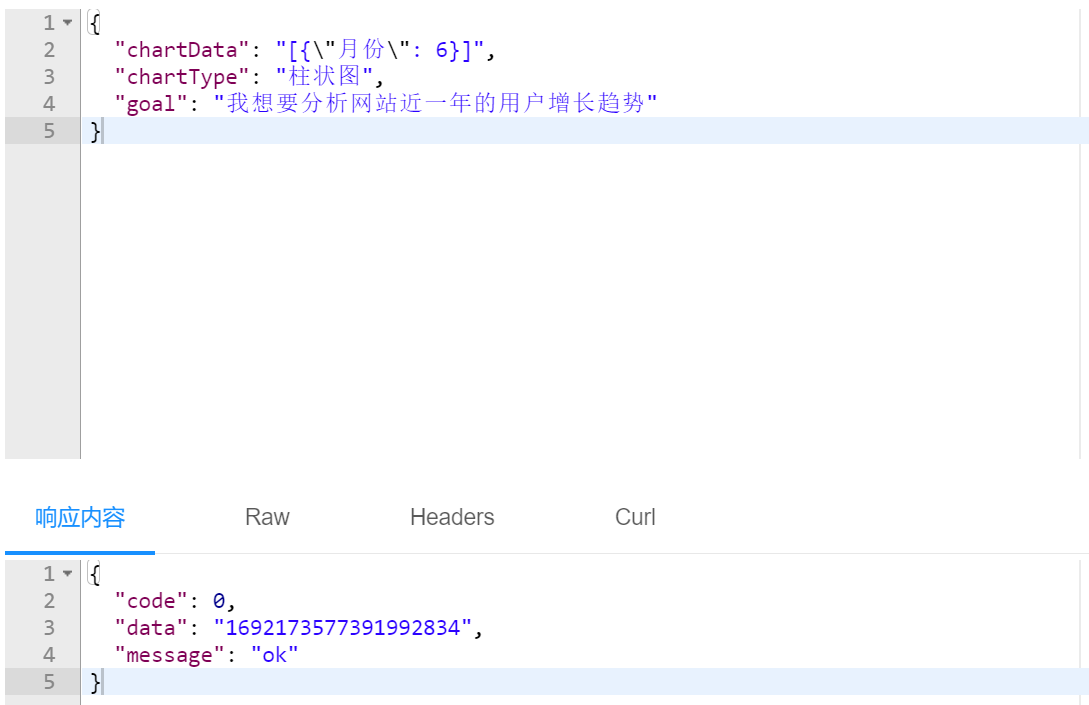 1 {
2 "chartData": "[{\"月份\": 6}]",
3 "chartType": "柱状图",
4 "goal": "我想要分析网站近一年的用户增长趋势"
5 }
响应内容 Raw Headers Curl
1 {
2 "code": 0,
3 "data": "1692173577391992834",
4 "message": "ok"
5 }